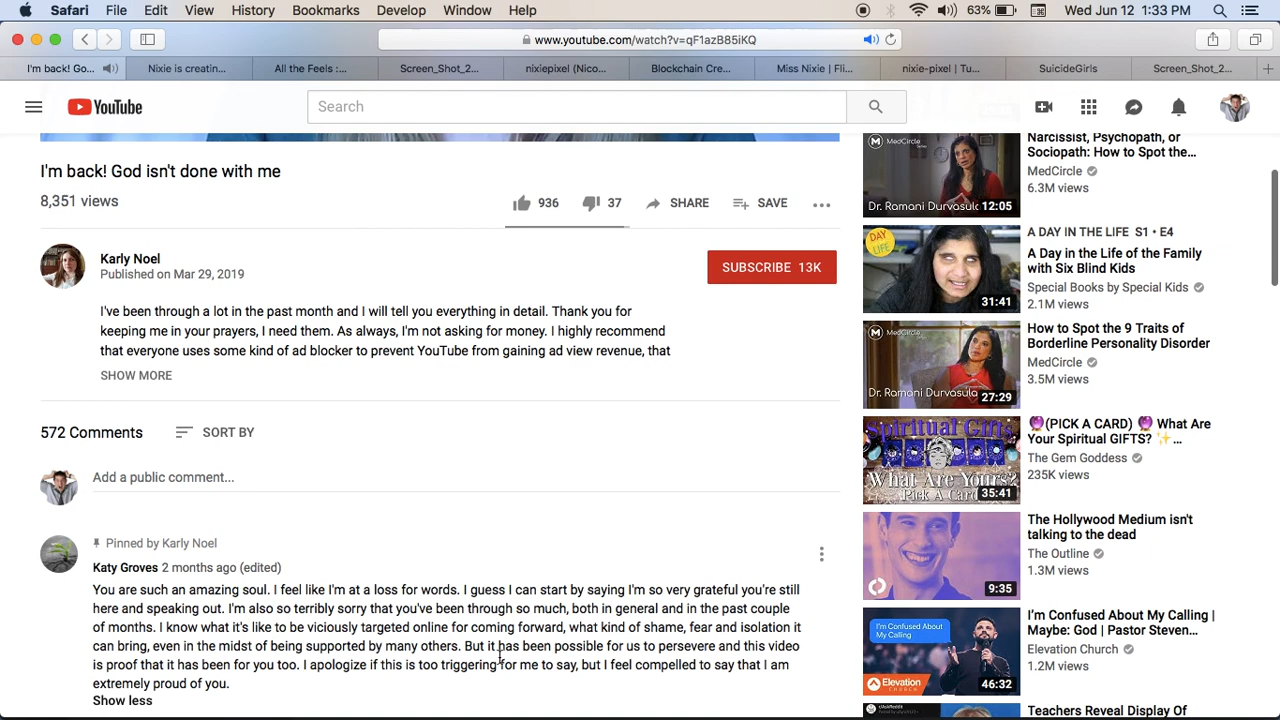 Safari File Edit View History Bookmarks Develop Window Help 63% Wed Jun 12 1:33 PM
www.youtube.com/watch?v=qF1azB85iKQ
I'm back! Go... Nixie is creatin... All the Feels :... Screen_Shot_2... nixiepixel (Nico... Blockchain Cre... Miss Nixie | Fli... nixie-pixel | Tu... SuicideGirls Screen_Shot_2...
YouTube Search
I'm back! God isn't done with me
8,351 views
936 37 SHARE SAVE
Karly Noel
Published on Mar 29, 2019
SUBSCRIBE 13K
I've been through a lot in the past month and I will tell you everything in detail. Thank you for
keeping me in your prayers, I need them. As always, I'm not asking for money. I highly recommend
that everyone uses some kind of ad blocker to prevent YouTube from gaining ad view revenue, that
SHOW MORE
572 Comments SORT BY
Add a public comment...
Pinned by Karly Noel
Katy Groves 2 months ago (edited)
You are such an amazing soul. I feel like I'm at a loss for words. I guess I can start by saying I'm so very grateful you're still
here and speaking out. I'm also so terribly sorry that you've been through so much, both in general and in the past couple
of months. I know what it's like to be viciously targeted online for coming forward, what kind of shame, fear and isolation it
can bring, even in the midst of being supported by many others. But it has been possible for us to persevere and this video
is proof that it has been for you too. I apologize if this is too triggering for me to say, but I feel compelled to say that I am
extremely proud of you.
Show less
MedCircle
Dr. Ramani Durvasula
12:05
Narcissist, Psychopath, or
Sociopath: How to Spot the...
MedCircle
6.3M views
DAY
LIFE
31:41
A DAY IN THE LIFE S1 • E4
A Day in the Life of the Family
with Six Blind Kids
Special Books by Special Kids
2.1M views
MedCircle
Dr. Ramani Durvasula
27:29
How to Spot the 9 Traits of
Borderline Personality Disorder
MedCircle
3.5M views
Spiritual Gifts
What Are Yours?
Pick A Card
35:41
🔮(PICK A CARD) 🔮 What Are
Your Spiritual GIFTS? ✨...
The Gem Goddess
235K views
9:35
The Hollywood Medium isn't
talking to the dead
The Outline
1.3M views
I'm Confused About
My Calling
ELEVATION
CHURCH
46:32
I'm Confused About My Calling |
Maybe: God | Pastor Steven...
Elevation Church
1.2M views
Teachers Reveal Display Of